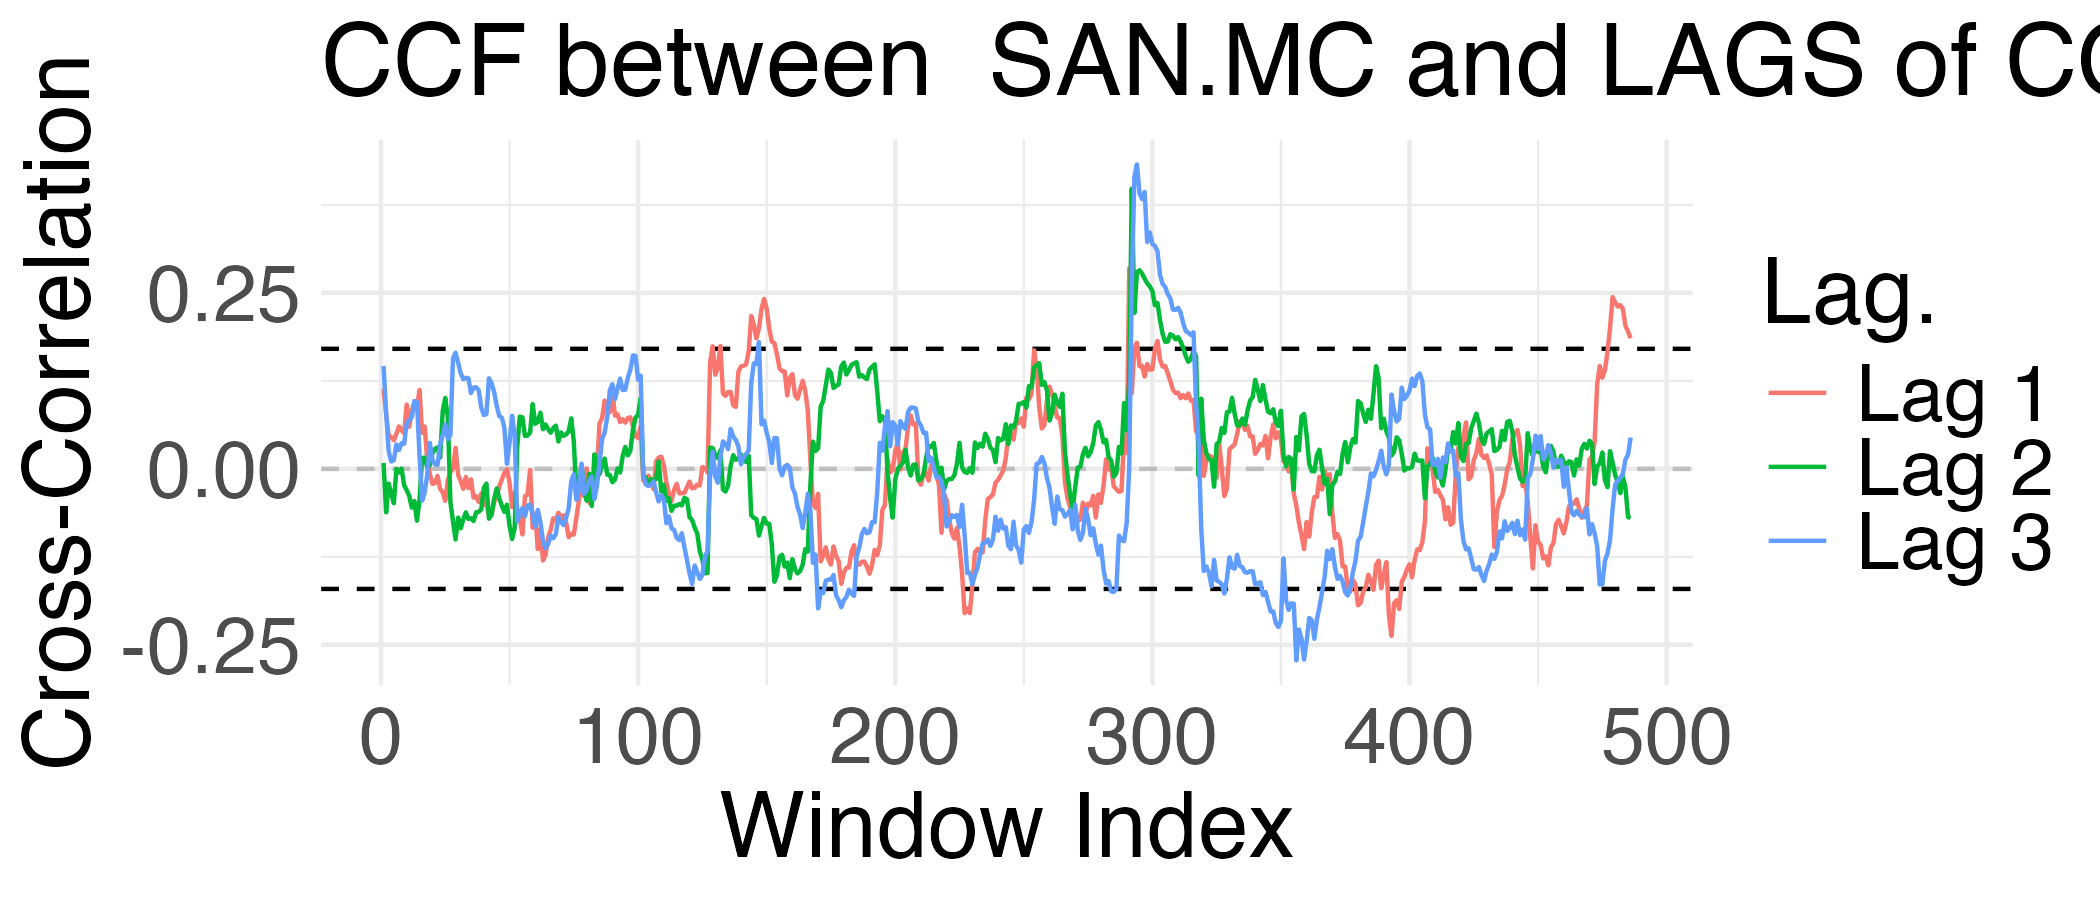 CCF between  SAN.MC and LAGS of
Cross-Correlation
0.25
0.00
-0.25
0 100 200 300 400 500
Window Index
Lag.
Lag 1
Lag 2
Lag 3